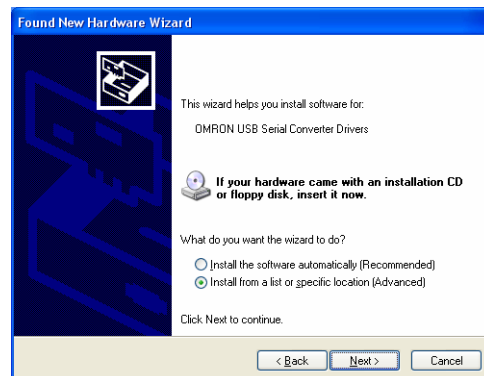 Found New Hardware Wizard
This wizard helps you install software for:
OMRON USB Serial Converter Drivers
If your hardware came with an installation CD
or floppy disk, insert it now.
What do you want the wizard to do?
Install the software automatically (Recommended)
Install from a list or specific location (Advanced)
Click Next to continue.
< Back Next > Cancel